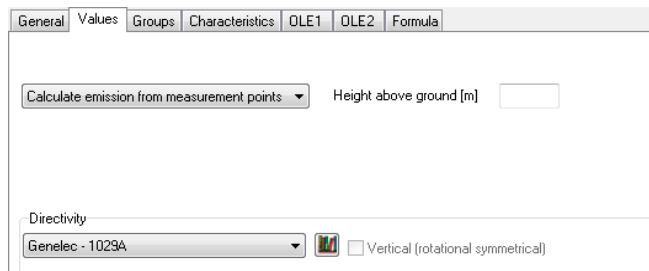 General Values Groups Characteristics OLE1 OLE2 Formula
Calculate emission from measurement points Height above ground [m]
Directivity
Genelec - 1029A Vertical (rotational symmetrical)